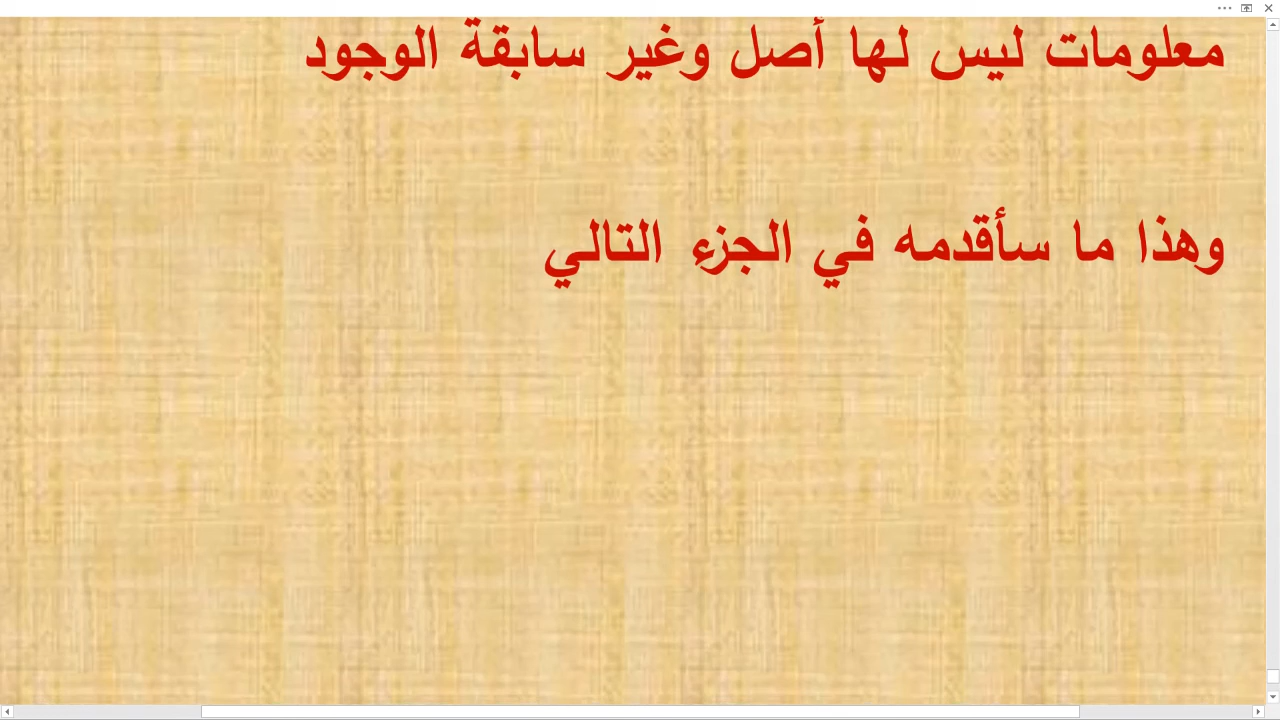 معلومات ليس لها أصل وغير سابقة الوجود
وهذا ما سأقدمه في الجزء التالي